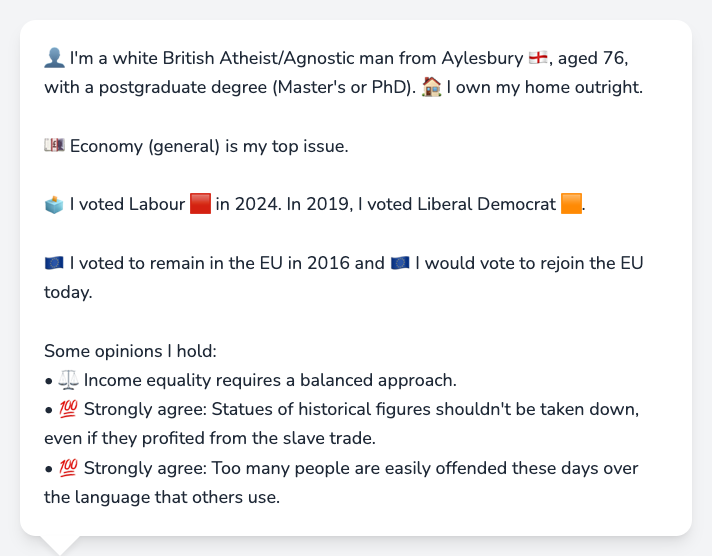 👤 I'm a white British Atheist/Agnostic man from Aylesbury 🏴󠁧󠁢󠁥󠁮󠁧󠁿, aged 76,
with a postgraduate degree (Master's or PhD). 🏠 I own my home outright.
💷 Economy (general) is my top issue.
🗳️ I voted Labour 🟥 in 2024. In 2019, I voted Liberal Democrat 🟧.
🇪🇺 I voted to remain in the EU in 2016 and 🇪🇺 I would vote to rejoin the EU
today.
Some opinions I hold:
• ⚖️ Income equality requires a balanced approach.
• 💯 Strongly agree: Statues of historical figures shouldn't be taken down,
even if they profited from the slave trade.
• 💯 Strongly agree: Too many people are easily offended these days over
the language that others use.